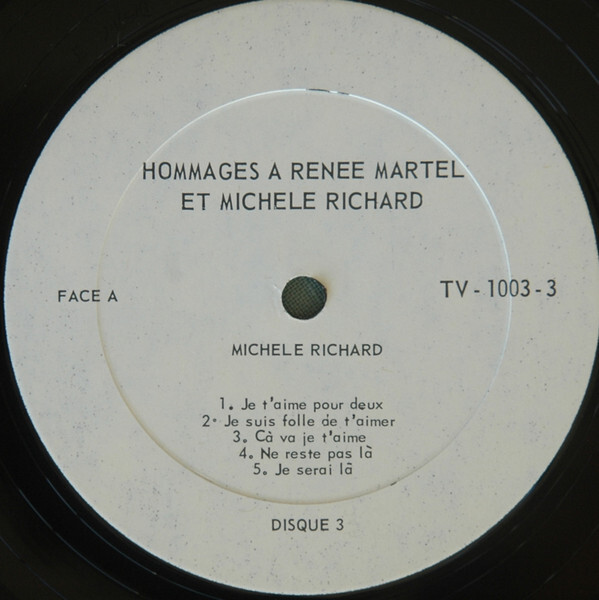 HOMMAGES A RENEE MARTEL
ET MICHELE RICHARD
FACE A
TV - 1003 - 3
MICHELE RICHARD
1. Je t'aime pour deux
2. Je suis folle de t'aimer
3. Cà va je t'aime
4. Ne reste pas là
5. Je serai là
DISQUE 3